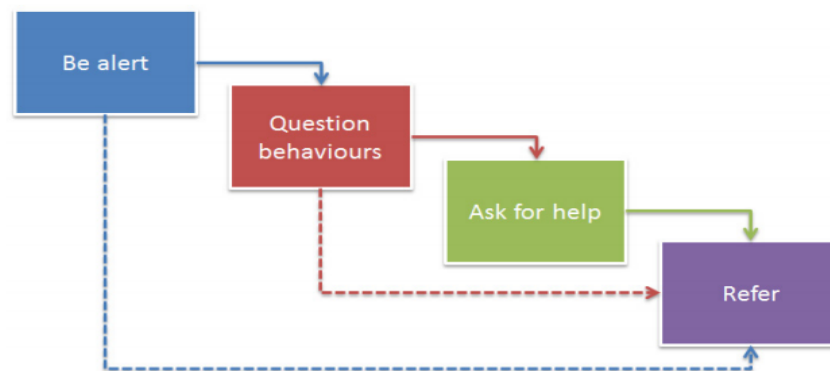 Be alert
Question
behaviours
Ask for help
Refer